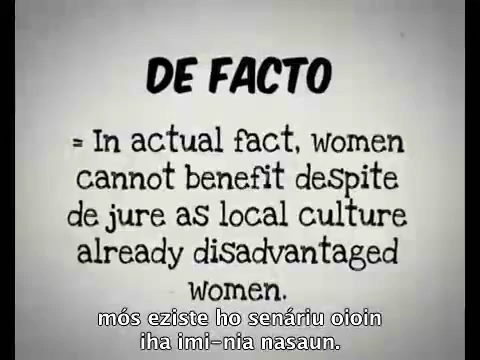 DE FACTO
= In actual fact, women
cannot benefit despite
de jure as local culture
already disadvantaged
women.
mós eziste ho senáriu oioin
iha imi-nia nasaun.